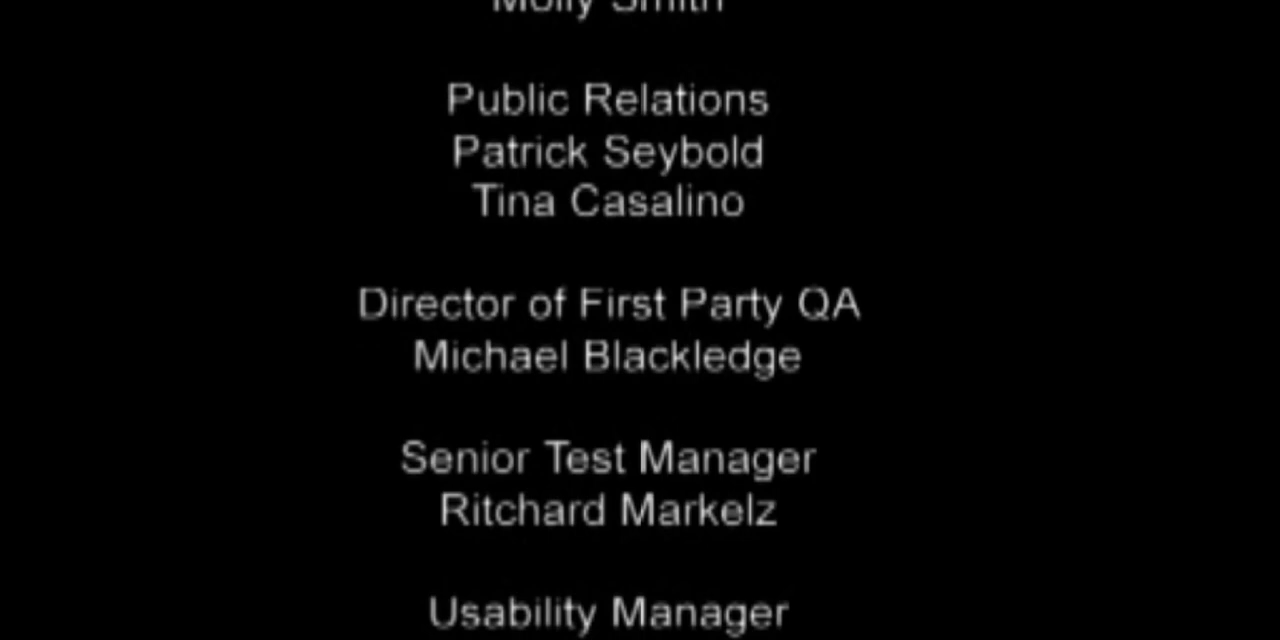 Molly Smith
Public Relations
Patrick Seybold
Tina Casalino
Director of First Party QA
Michael Blackledge
Senior Test Manager
Ritchard Markelz
Usability Manager